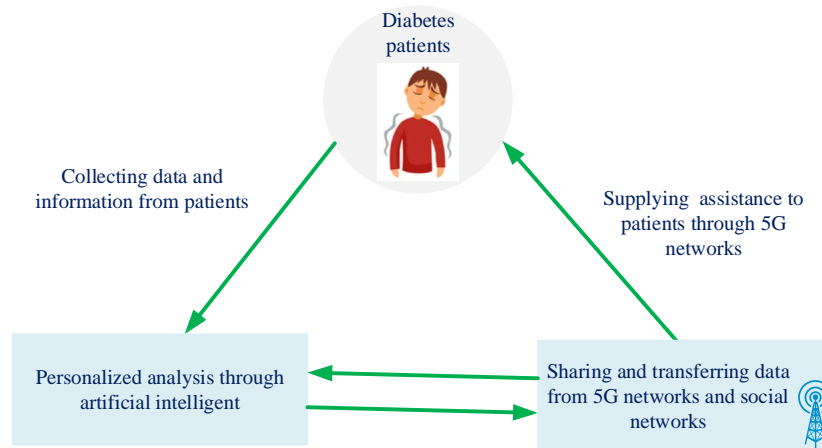 Diabetes
patients
Collecting data and
information from patients
Supplying assistance to
patients through 5G
networks
Personalized analysis through
artificial intelligent
Sharing and transferring data
from 5G networks and social
networks